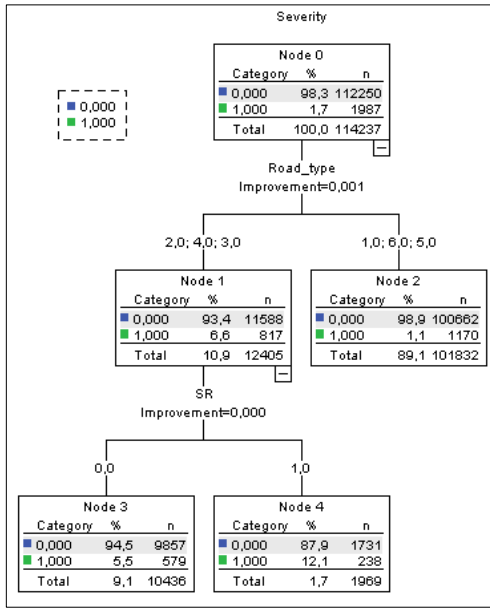 Severity
Node 0
Category % n
0,000 98,3 112250
1,000 1,7 1987
Total 100,0 114237
0,000
1,000
Road_type
Improvement=0,001
2,0; 4,0; 3,0
1,0; 6,0; 5,0
Node 1
Category % n
0,000 93,4 11588
1,000 6,6 817
Total 10,9 12405
Node 2
Category % n
0,000 98,9 100662
1,000 1,1 1170
Total 89,1 101832
SR
Improvement=0,000
0,0
1,0
Node 3
Category % n
0,000 94,5 9857
1,000 5,5 579
Total 9,1 10436
Node 4
Category % n
0,000 87,9 1731
1,000 12,1 238
Total 1,7 1969